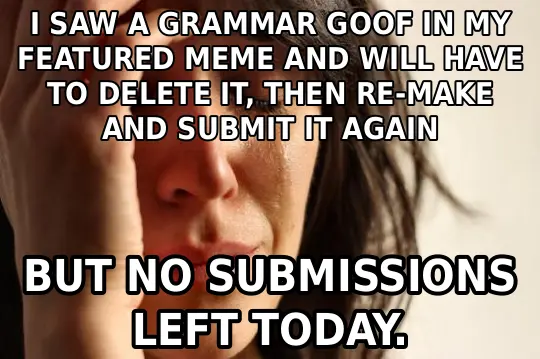 I SAW A GRAMMAR GOOF IN MY
FEATURED MEME AND WILL HAVE
TO DELETE IT, THEN RE-MAKE
AND SUBMIT IT AGAIN
BUT NO SUBMISSIONS
LEFT TODAY.